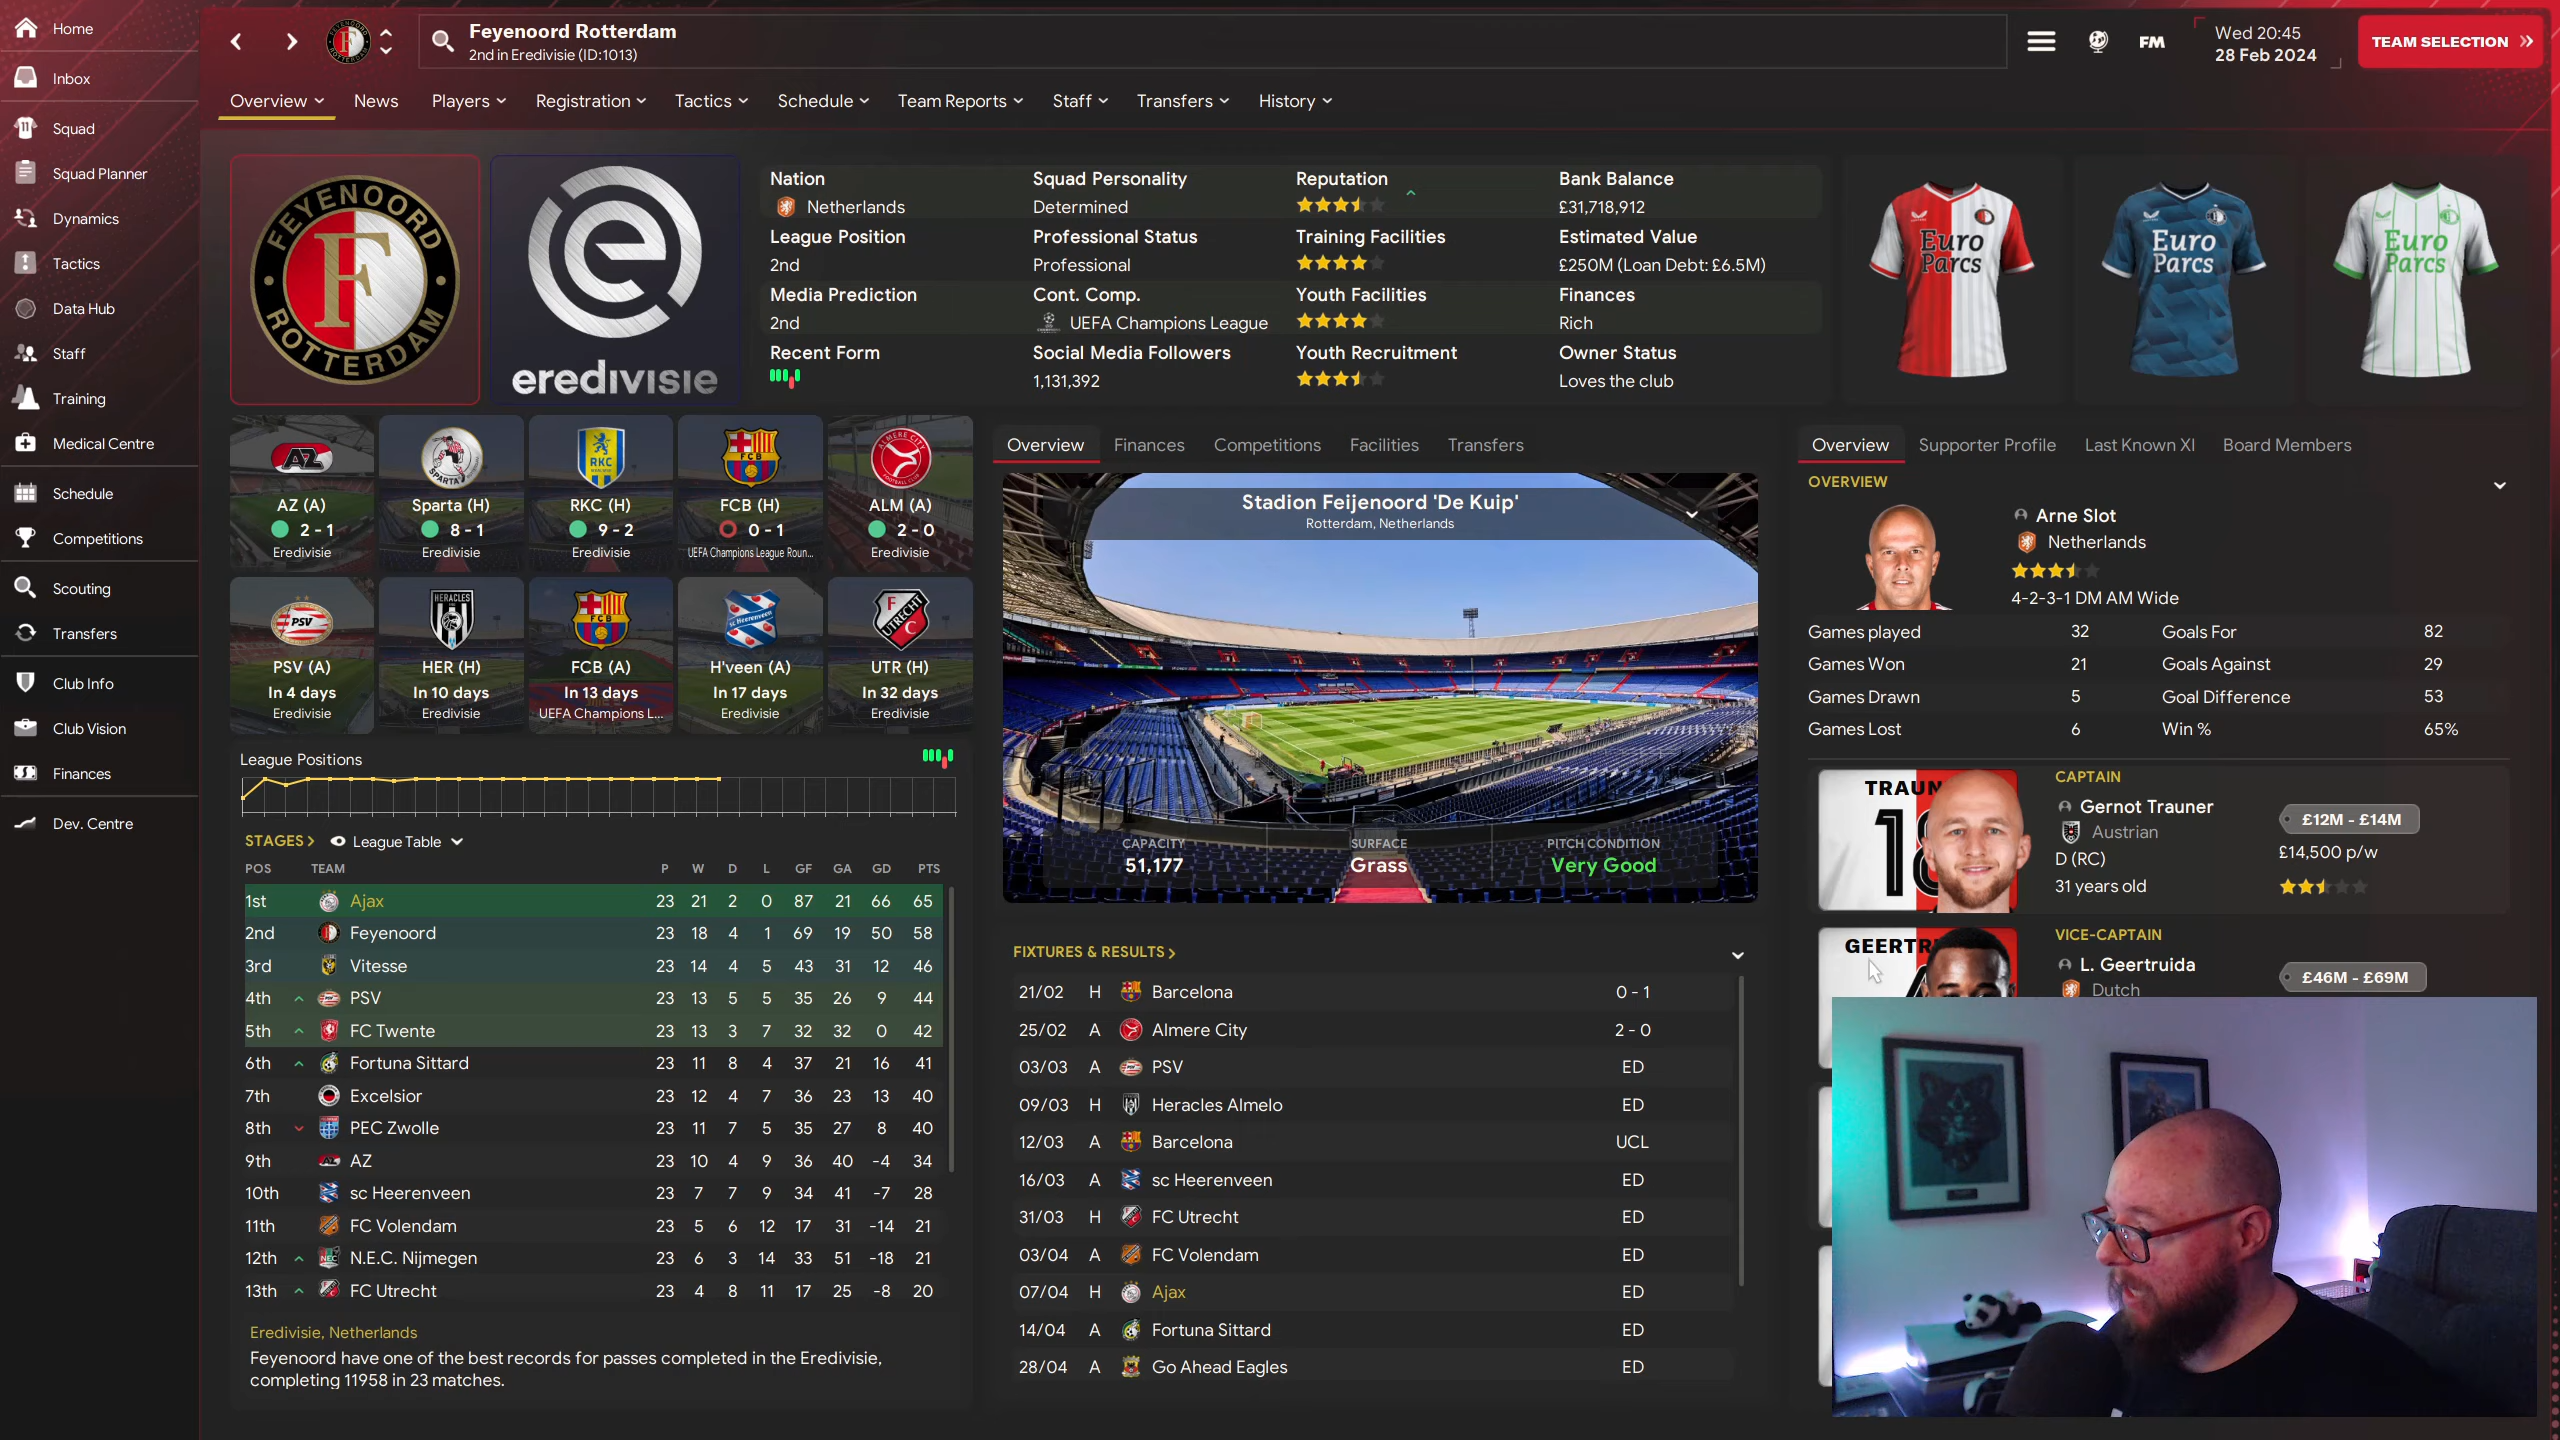 Home
Inbox
Squad
Squad Planner
Dynamics
Tactics
Data Hub
Staff
Training
Medical Centre
Schedule
Competitions
Scouting
Transfers
Club Info
Club Vision
Finances
Dev. Centre
Feyenoord Rotterdam
2nd in Eredivisie (ID:1013)
FM
Wed 20:45
28 Feb 2024
TEAM SELECTION
Overview News Players Registration Tactics Schedule Team Reports Staff Transfers History
FEYENOORD
F
ROTTERDAM
eredivisie
Nation
Netherlands
League Position
2nd
Media Prediction
2nd
Recent Form
Squad Personality
Determined
Professional Status
Professional
Cont. Comp.
UEFA Champions League
Social Media Followers
1,131,392
Reputation
Training Facilities
Youth Facilities
Youth Recruitment
Bank Balance
£31,718,912
Estimated Value
£250M (Loan Debt: £6.5M)
Finances
Rich
Owner Status
Loves the club
Euro
Parcs
Euro
Parcs
Euro
Parcs
AZ (A)
2 - 1
Eredivisie
Sparta (H)
8 - 1
Eredivisie
RKC (H)
9 - 2
Eredivisie
FCB (H)
0 - 1
UEFA Champions League Roun...
ALM (A)
2 - 0
Eredivisie
PSV (A)
In 4 days
Eredivisie
HER (H)
In 10 days
Eredivisie
FCB (A)
In 13 days
UEFA Champions L...
H'veen (A)
In 17 days
Eredivisie
UTR (H)
In 32 days
Eredivisie
League Positions
STAGES > League Table
POS TEAM P W D L GF GA GD PTS
1st Ajax 23 21 2 0 87 21 66 65
2nd Feyenoord 23 18 4 1 69 19 50 58
3rd Vitesse 23 14 4 5 43 31 12 46
4th PSV 23 13 5 5 35 26 9 44
5th FC Twente 23 13 3 7 32 32 0 42
6th Fortuna Sittard 23 11 8 4 37 21 16 41
7th Excelsior 23 12 4 7 36 23 13 40
8th PEC Zwolle 23 11 7 5 35 27 8 40
9th AZ 23 10 4 9 36 40 -4 34
10th sc Heerenveen 23 7 7 9 34 41 -7 28
11th FC Volendam 23 5 6 12 17 31 -14 21
12th N.E.C. Nijmegen 23 6 3 14 33 51 -18 21
13th FC Utrecht 23 4 8 11 17 25 -8 20
Eredivisie, Netherlands
Feyenoord have one of the best records for passes completed in the Eredivisie,
completing 11958 in 23 matches.
Overview Finances Competitions Facilities Transfers
Stadion Feijenoord 'De Kuip'
Rotterdam, Netherlands
CAPACITY
51,177
SURFACE
Grass
PITCH CONDITION
Very Good
FIXTURES & RESULTS >
21/02 H Barcelona 0 - 1
25/02 A Almere City 2 - 0
03/03 A PSV ED
09/03 H Heracles Almelo ED
12/03 A Barcelona UCL
16/03 A sc Heerenveen ED
31/03 H FC Utrecht ED
03/04 A FC Volendam ED
07/04 H Ajax ED
14/04 A Fortuna Sittard ED
28/04 A Go Ahead Eagles ED
Overview Supporter Profile Last Known XI Board Members
OVERVIEW
Arne Slot
Netherlands
4-2-3-1 DM AM Wide
Games played 32 Goals For 82
Games Won 21 Goals Against 29
Games Drawn 5 Goal Difference 53
Games Lost 6 Win % 65%
TRAUN
18
CAPTAIN
Gernot Trauner
Austrian
D (RC)
31 years old
£12M - £14M
£14,500 p/w
GEERTR
VICE-CAPTAIN
L. Geertruida
Dutch
£46M - £69M